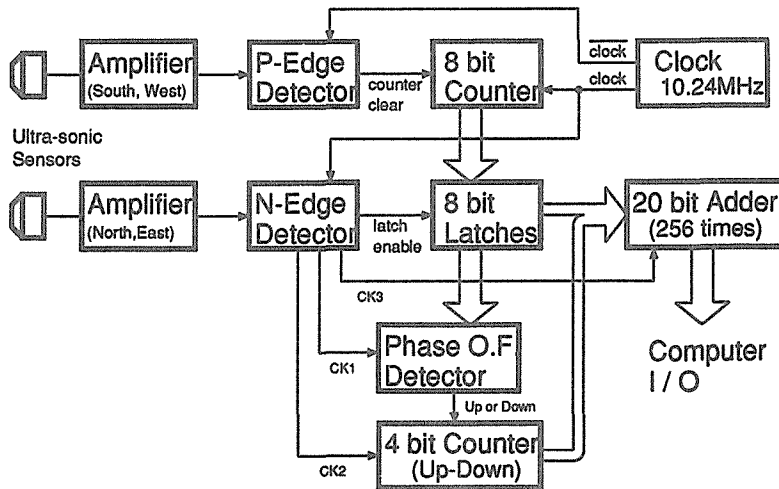 Amplifier
(South, West)
P-Edge
Detector
counter
clear
8 bit
Counter
clock
clock
Clock
10.24MHz
Ultra-sonic
Sensors
Amplifier
(North,East)
N-Edge
Detector
latch
enable
8 bit
Latches
20 bit Adder
(256 times)
CK3
CK1
Phase O.F
Detector
Computer
I / O
Up or Down
CK2
4 bit Counter
(Up-Down)